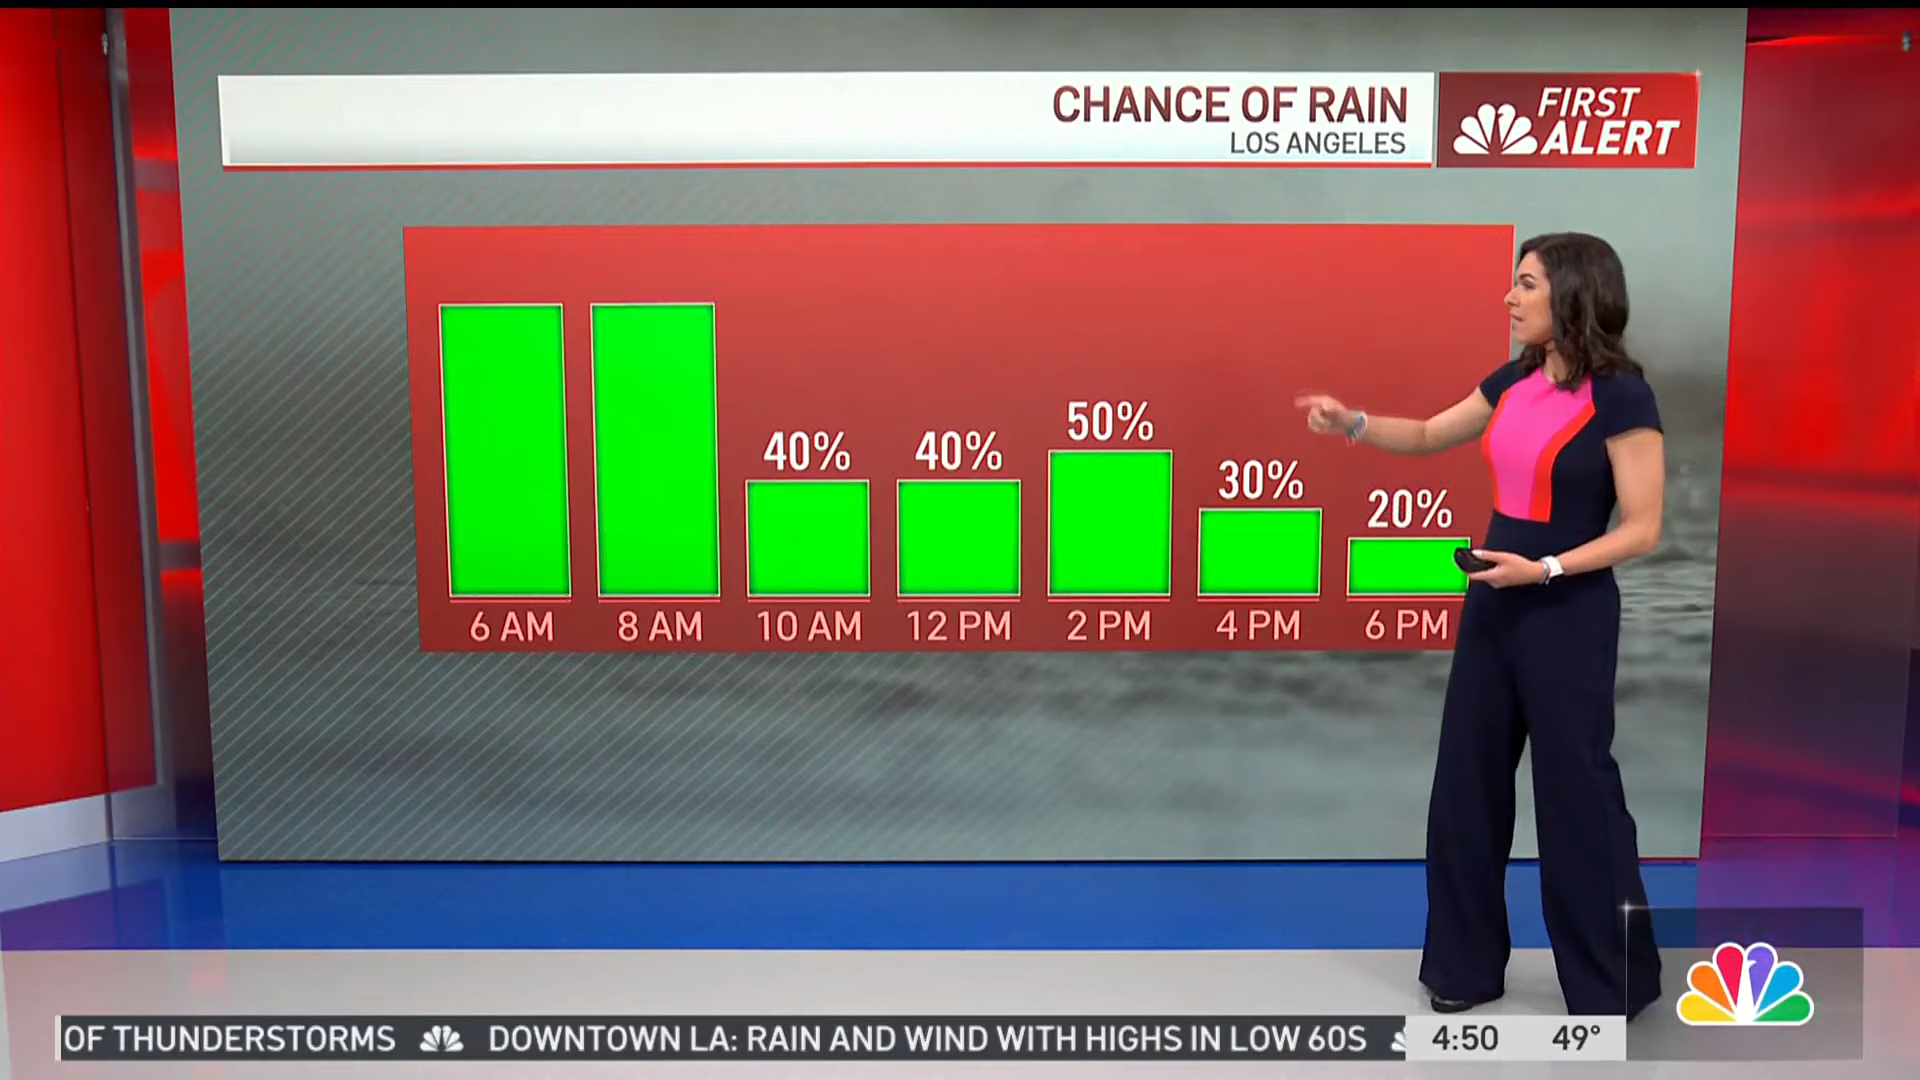 CHANCE OF RAIN
LOS ANGELES
FIRST
ALERT
40%
40%
50%
30%
20%
6 AM
8 AM
10 AM
12 PM
2 PM
4 PM
6 PM
OF THUNDERSTORMS DOWNTOWN LA: RAIN AND WIND WITH HIGHS IN LOW 60S
4:50 49°